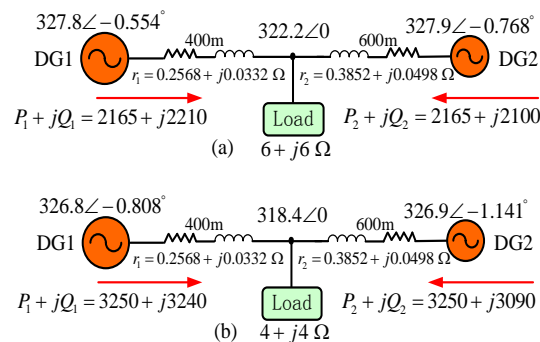 327.8∠−0.554°
322.2∠0
327.9∠−0.768°
400m
600m
DG1
DG2
r₁ = 0.2568 + j0.0332 Ω
r₂ = 0.3852 + j0.0498 Ω
P₁ + jQ₁ = 2165 + j2210
Load
P₂ + jQ₂ = 2165 + j2100
(a)
6 + j6 Ω
326.8∠−0.808°
318.4∠0
326.9∠−1.141°
400m
600m
DG1
DG2
r₁ = 0.2568 + j0.0332 Ω
r₂ = 0.3852 + j0.0498 Ω
P₁ + jQ₁ = 3250 + j3240
Load
P₂ + jQ₂ = 3250 + j3090
(b)
4 + j4 Ω